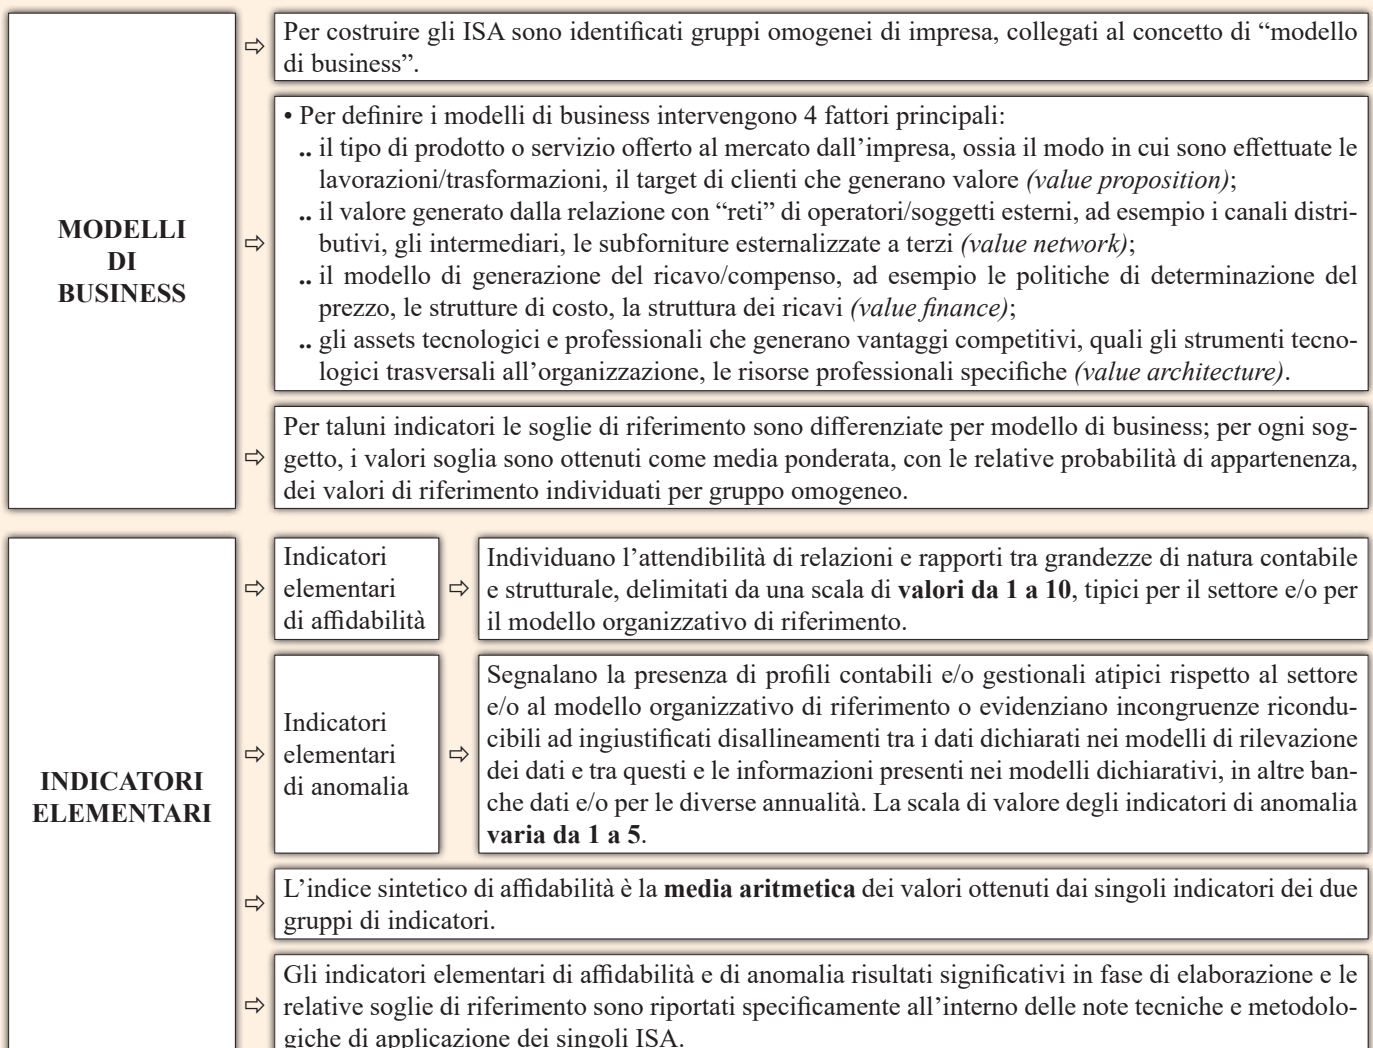 MODELLI
DI
BUSINESS
⇨ Per costruire gli ISA sono identificati gruppi omogenei di impresa, collegati al concetto di “modello
di business”.
⇨ • Per definire i modelli di business intervengono 4 fattori principali:
.. il tipo di prodotto o servizio offerto al mercato dall’impresa, ossia il modo in cui sono effettuate le
lavorazioni/trasformazioni, il target di clienti che generano valore (value proposition);
.. il valore generato dalla relazione con “reti” di operatori/soggetti esterni, ad esempio i canali distri-
butivi, gli intermediari, le subforniture esternalizzate a terzi (value network);
.. il modello di generazione del ricavo/compenso, ad esempio le politiche di determinazione del
prezzo, le strutture di costo, la struttura dei ricavi (value finance);
.. gli assets tecnologici e professionali che generano vantaggi competitivi, quali gli strumenti tecno-
logici trasversali all’organizzazione, le risorse professionali specifiche (value architecture).
⇨ Per taluni indicatori le soglie di riferimento sono differenziate per modello di business; per ogni sog-
getto, i valori soglia sono ottenuti come media ponderata, con le relative probabilità di appartenenza,
dei valori di riferimento individuati per gruppo omogeneo.
INDICATORI
ELEMENTARI
⇨ Indicatori
elementari
di affidabilità
⇨ Individuano l’attendibilità di relazioni e rapporti tra grandezze di natura contabile
e strutturale, delimitati da una scala di valori da 1 a 10, tipici per il settore e/o per
il modello organizzativo di riferimento.
⇨ Indicatori
elementari
di anomalia
⇨ Segnalano la presenza di profili contabili e/o gestionali atipici rispetto al settore
e/o al modello organizzativo di riferimento o evidenziano incongruenze ricondu-
cibili ad ingiustificati disallineamenti tra i dati dichiarati nei modelli di rilevazione
dei dati e tra questi e le informazioni presenti nei modelli dichiarativi, in altre ban-
che dati e/o per le diverse annualità. La scala di valore degli indicatori di anomalia
varia da 1 a 5.
⇨ L’indice sintetico di affidabilità è la media aritmetica dei valori ottenuti dai singoli indicatori dei due
gruppi di indicatori.
⇨ Gli indicatori elementari di affidabilità e di anomalia risultati significativi in fase di elaborazione e le
relative soglie di riferimento sono riportati specificamente all’interno delle note tecniche e metodolo-
giche di applicazione dei singoli ISA.